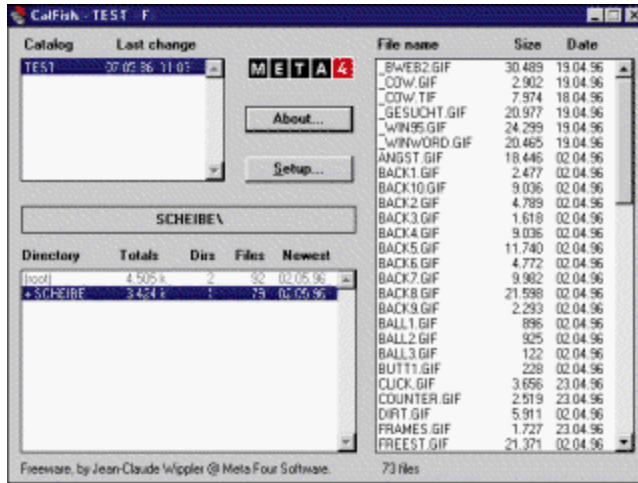 CatFish - TEST - F
Catalog Last change
TEST
META4
About...
Setup...
SCHEIBE\
Directory Totals Dirs Files Newest
(root) 4.505 k 2 92 02.05.96
+ SCHEIBE 3.424 k 1 73 02.05.96
Freeware, by Jean-Claude Wippler @ Meta Four Software.
File name Size Date
_BWEB2.GIF 30.489 19.04.96
_COW.GIF 2.902 19.04.96
_COW.TIF 7.974 18.04.96
_GESUCHT.GIF 20.977 19.04.96
_WIN95.GIF 24.299 19.04.96
_WINWORD.GIF 20.465 19.04.96
ANGST.GIF 18.446 02.04.96
BACK1.GIF 2.477 02.04.96
BACK10.GIF 9.036 02.04.96
BACK2.GIF 4.789 02.04.96
BACK3.GIF 1.618 02.04.96
BACK4.GIF 9.036 02.04.96
BACK5.GIF 11.740 02.04.96
BACK6.GIF 4.772 02.04.96
BACK7.GIF 9.982 02.04.96
BACK8.GIF 21.598 02.04.96
BACK9.GIF 2.293 02.04.96
BALL1.GIF 896 02.04.96
BALL2.GIF 925 02.04.96
BALL3.GIF 122 02.04.96
BUTT1.GIF 228 02.04.96
CLICK.GIF 3.656 23.04.96
COUNTER.GIF 2.519 23.04.96
DIRT.GIF 5.911 02.04.96
FRAMES.GIF 1.727 23.04.96
FREEST.GIF 21.371 02.04.96
73 files